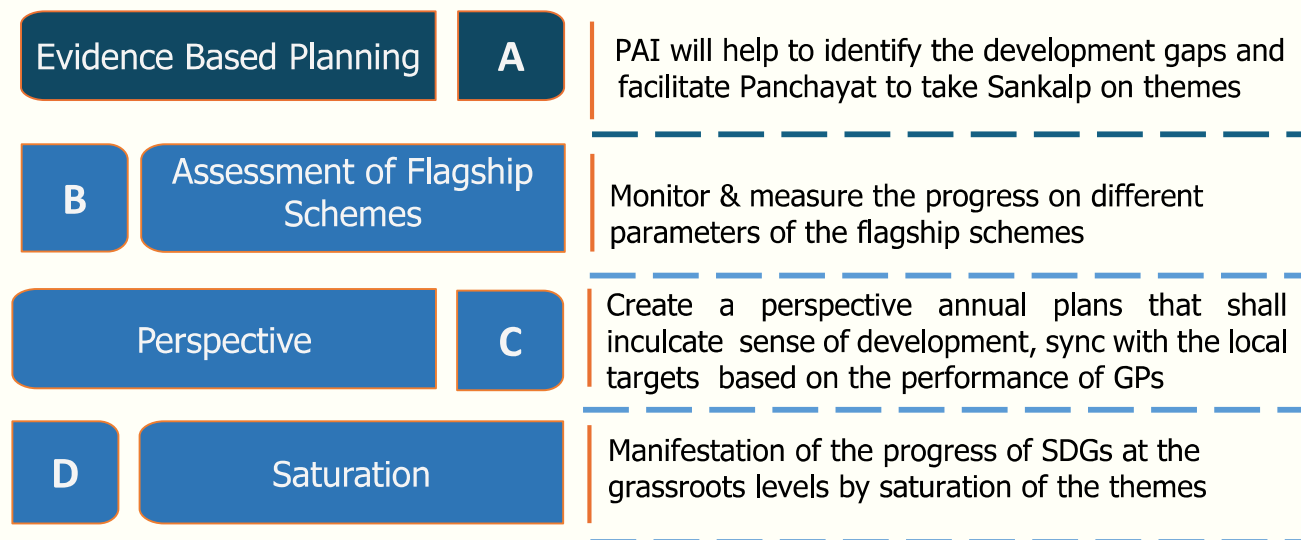 Evidence Based Planning
A
PAI will help to identify the development gaps and
facilitate Panchayat to take Sankalp on themes
B
Assessment of Flagship
Schemes
Monitor & measure the progress on different
parameters of the flagship schemes
Perspective
C
Create a perspective annual plans that shall
inculcate sense of development, sync with the local
targets based on the performance of GPs
D
Saturation
Manifestation of the progress of SDGs at the
grassroots levels by saturation of the themes